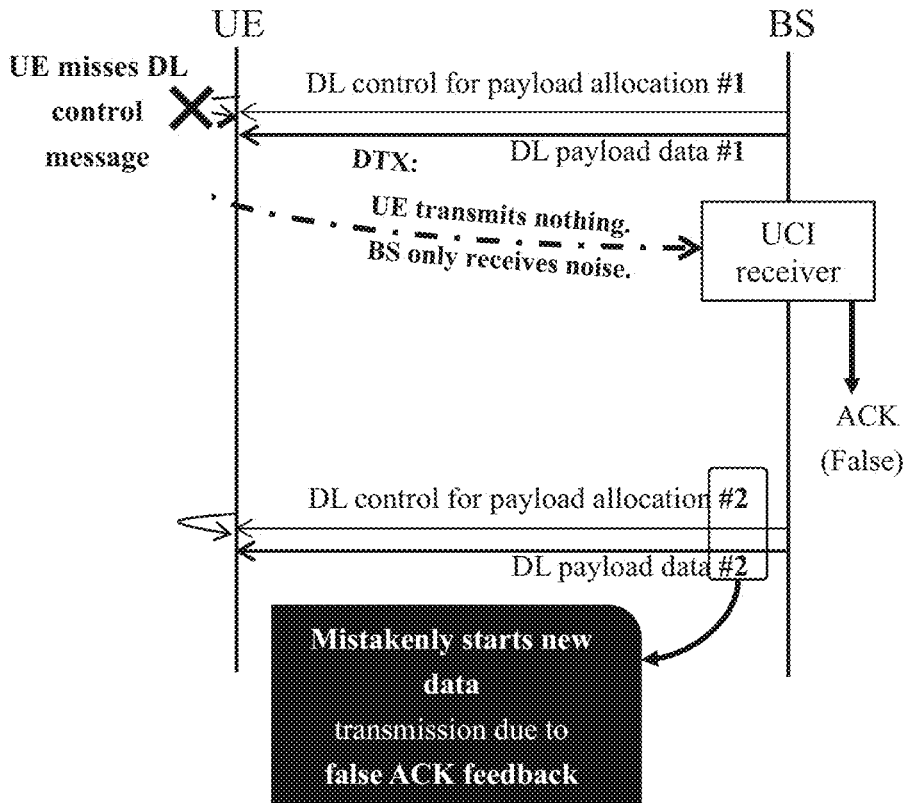 UE
BS
UE misses DL
control
message
DL control for payload allocation #1
DL payload data #1
DTX:
UE transmits nothing.
BS only receives noise.
UCI
receiver
ACK
(False)
DL control for payload allocation #2
DL payload data #2
Mistakenly starts new
data
transmission due to
false ACK feedback